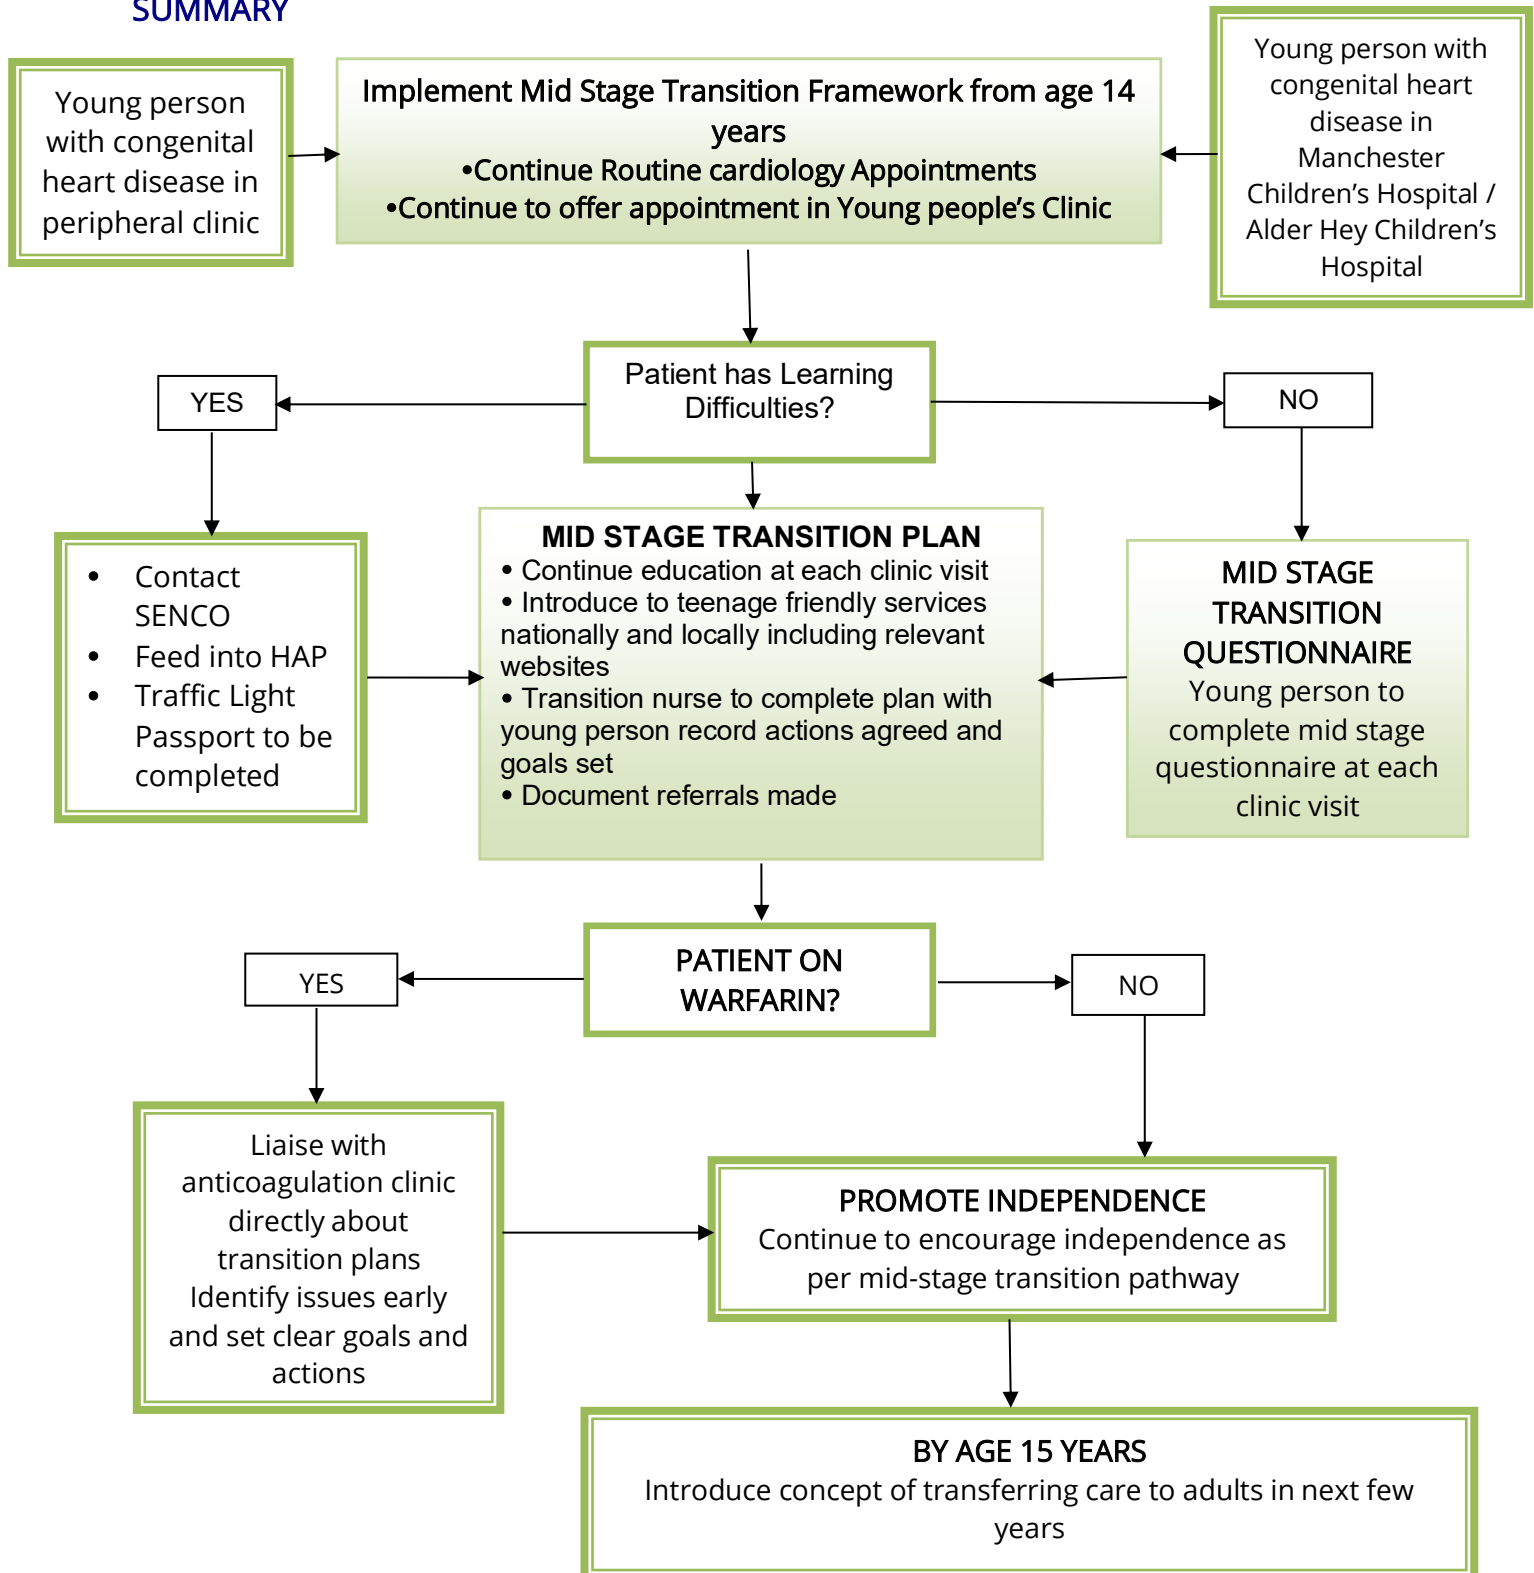 SUMMARY
Young person
with congenital
heart disease in
peripheral clinic
Implement Mid Stage Transition Framework from age 14
years
•Continue Routine cardiology Appointments
•Continue to offer appointment in Young people’s Clinic
Young person with
congenital heart
disease in
Manchester
Children’s Hospital /
Alder Hey Children’s
Hospital
Patient has Learning
Difficulties?
YES
NO
• Contact
SENCO
• Feed into HAP
• Traffic Light
Passport to be
completed
MID STAGE TRANSITION PLAN
• Continue education at each clinic visit
• Introduce to teenage friendly services
nationally and locally including relevant
websites
• Transition nurse to complete plan with
young person record actions agreed and
goals set
• Document referrals made
MID STAGE
TRANSITION
QUESTIONNAIRE
Young person to
complete mid stage
questionnaire at each
clinic visit
PATIENT ON
WARFARIN?
YES
NO
Liaise with
anticoagulation clinic
directly about
transition plans
Identify issues early
and set clear goals and
actions
PROMOTE INDEPENDENCE
Continue to encourage independence as
per mid-stage transition pathway
BY AGE 15 YEARS
Introduce concept of transferring care to adults in next few
years